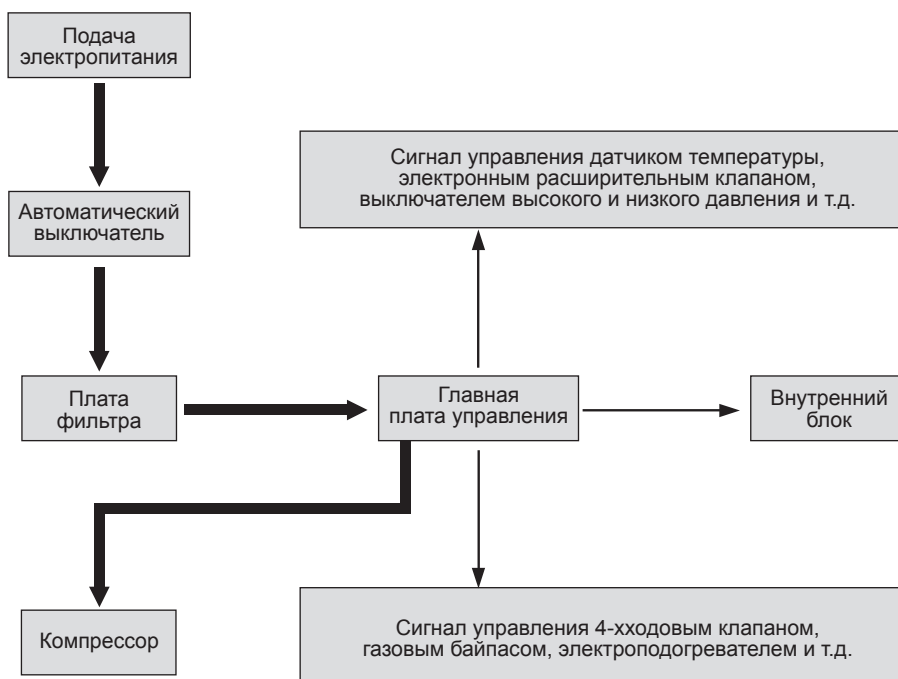 Подача
электропитания
Сигнал управления датчиком температуры,
электронным расширительным клапаном,
выключателем высокого и низкого давления и т.д.
Автоматический
выключатель
Плата
фильтра
Главная
плата управления
Внутренний
блок
Компрессор
Сигнал управления 4-хходовым клапаном,
газовым байпасом, электроподогревателем и т.д.